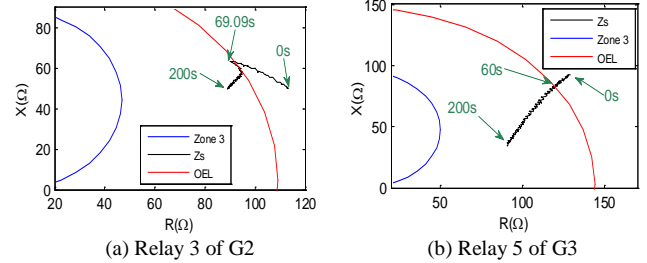 90
80
60
40
20
0
X(Ω)
69.09s
0s
200s
Zone 3
Zs
OEL
20
40
60
80
100
120
R(Ω)
(a) Relay 3 of G2
150
100
50
0
X(Ω)
Zs
Zone 3
OEL
60s
0s
200s
50
100
150
R(Ω)
(b) Relay 5 of G3